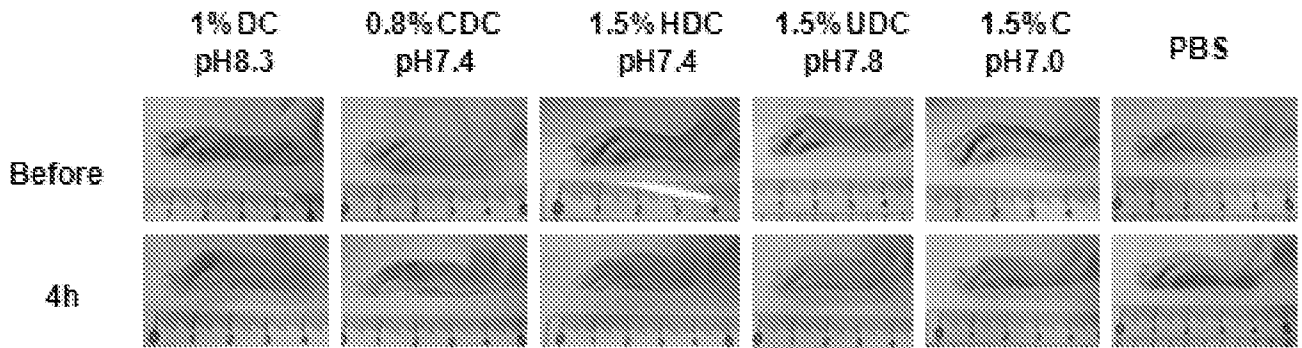 1% DC 0.8% CDC 1.5% HDC 1.5% UDC 1.5% C PBS
pH8.3 pH7.4 pH7.4 pH7.8 pH7.0
Before
4h